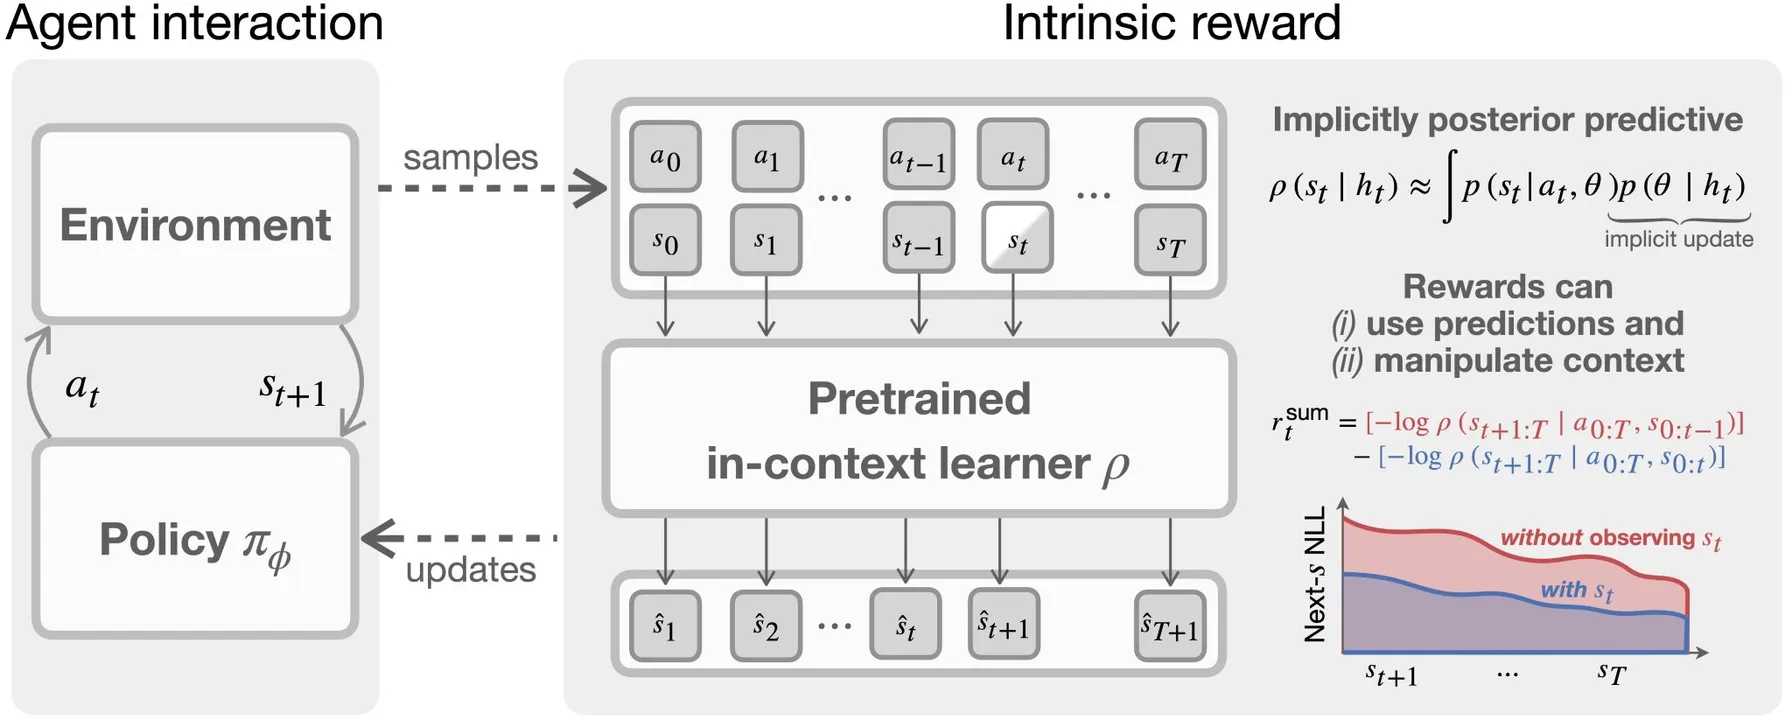 Agent interaction
Environment
a_t
s_{t+1}
Policy π_ϕ
samples
updates
Intrinsic reward
a_0 a_1 ... a_{t−1} a_t ... a_T
s_0 s_1 s_{t−1} s_t s_T
Pretrained
in-context learner ρ
ŝ_1 ŝ_2 ... ŝ_t ŝ_{t+1} ŝ_{T+1}
Implicitly posterior predictive
ρ (s_t | h_t) ≈ ∫ p (s_t|a_t, θ )p (θ | h_t)
implicit update
Rewards can
(i) use predictions and
(ii) manipulate context
r_t^{sum} = [−log ρ (s_{t+1:T} | a_{0:T}, s_{0:t−1})]
− [−log ρ (s_{t+1:T} | a_{0:T}, s_{0:t})]
Next-s NLL
without observing s_t
with s_t
s_{t+1} ... s_T